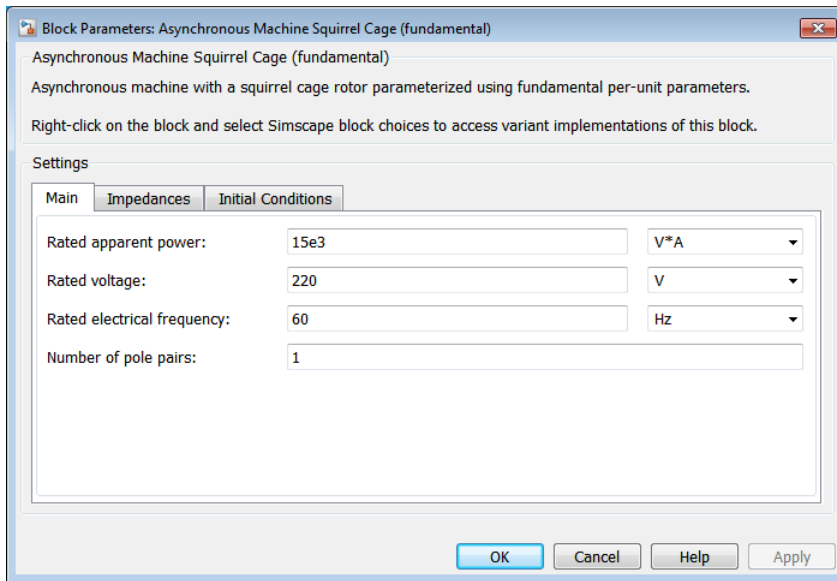 Block Parameters: Asynchronous Machine Squirrel Cage (fundamental)
Asynchronous Machine Squirrel Cage (fundamental)
Asynchronous machine with a squirrel cage rotor parameterized using fundamental per-unit parameters.
Right-click on the block and select Simscape block choices to access variant implementations of this block.
Settings
Main Impedances Initial Conditions
Rated apparent power: 15e3 V*A
Rated voltage: 220 V
Rated electrical frequency: 60 Hz
Number of pole pairs: 1
OK Cancel Help Apply